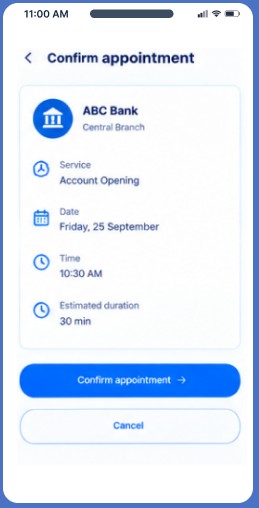 11:00 AM
Confirm appointment
ABC Bank
Central Branch
Service
Account Opening
Date
Friday, 25 September
Time
10:30 AM
Estimated duration
30 min
Confirm appointment →
Cancel